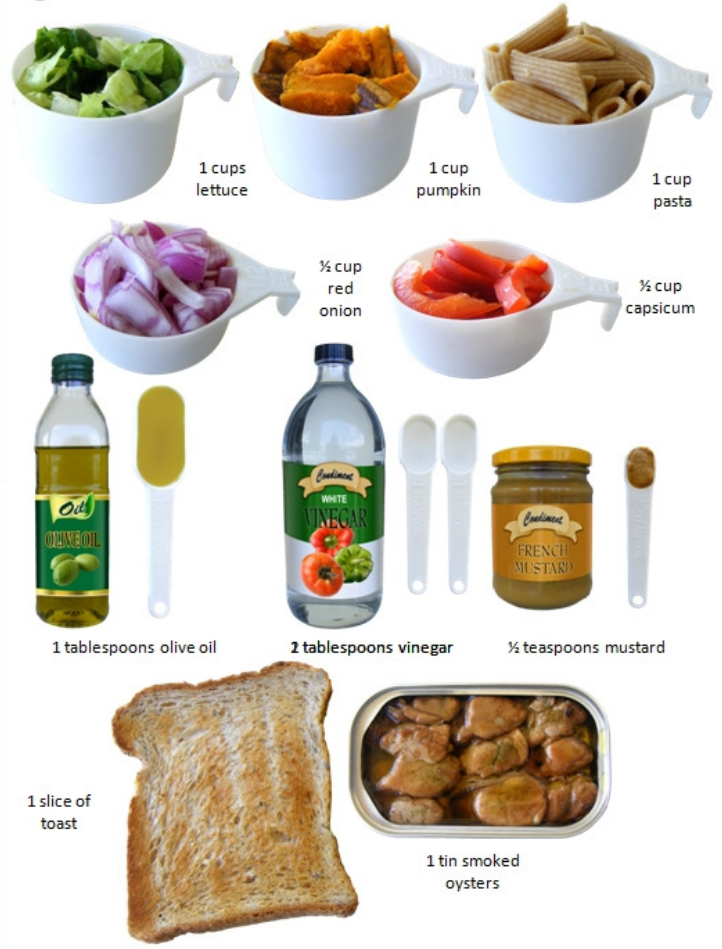 1 cups
lettuce
1 cup
pumpkin
1 cup
pasta
½ cup
red
onion
½ cup
capsicum
Oil
OLIVE OIL
Condiment
WHITE
VINEGAR
Condiment
FRENCH
MUSTARD
1 tablespoons olive oil
2 tablespoons vinegar
½ teaspoons mustard
1 slice of
toast
1 tin smoked
oysters